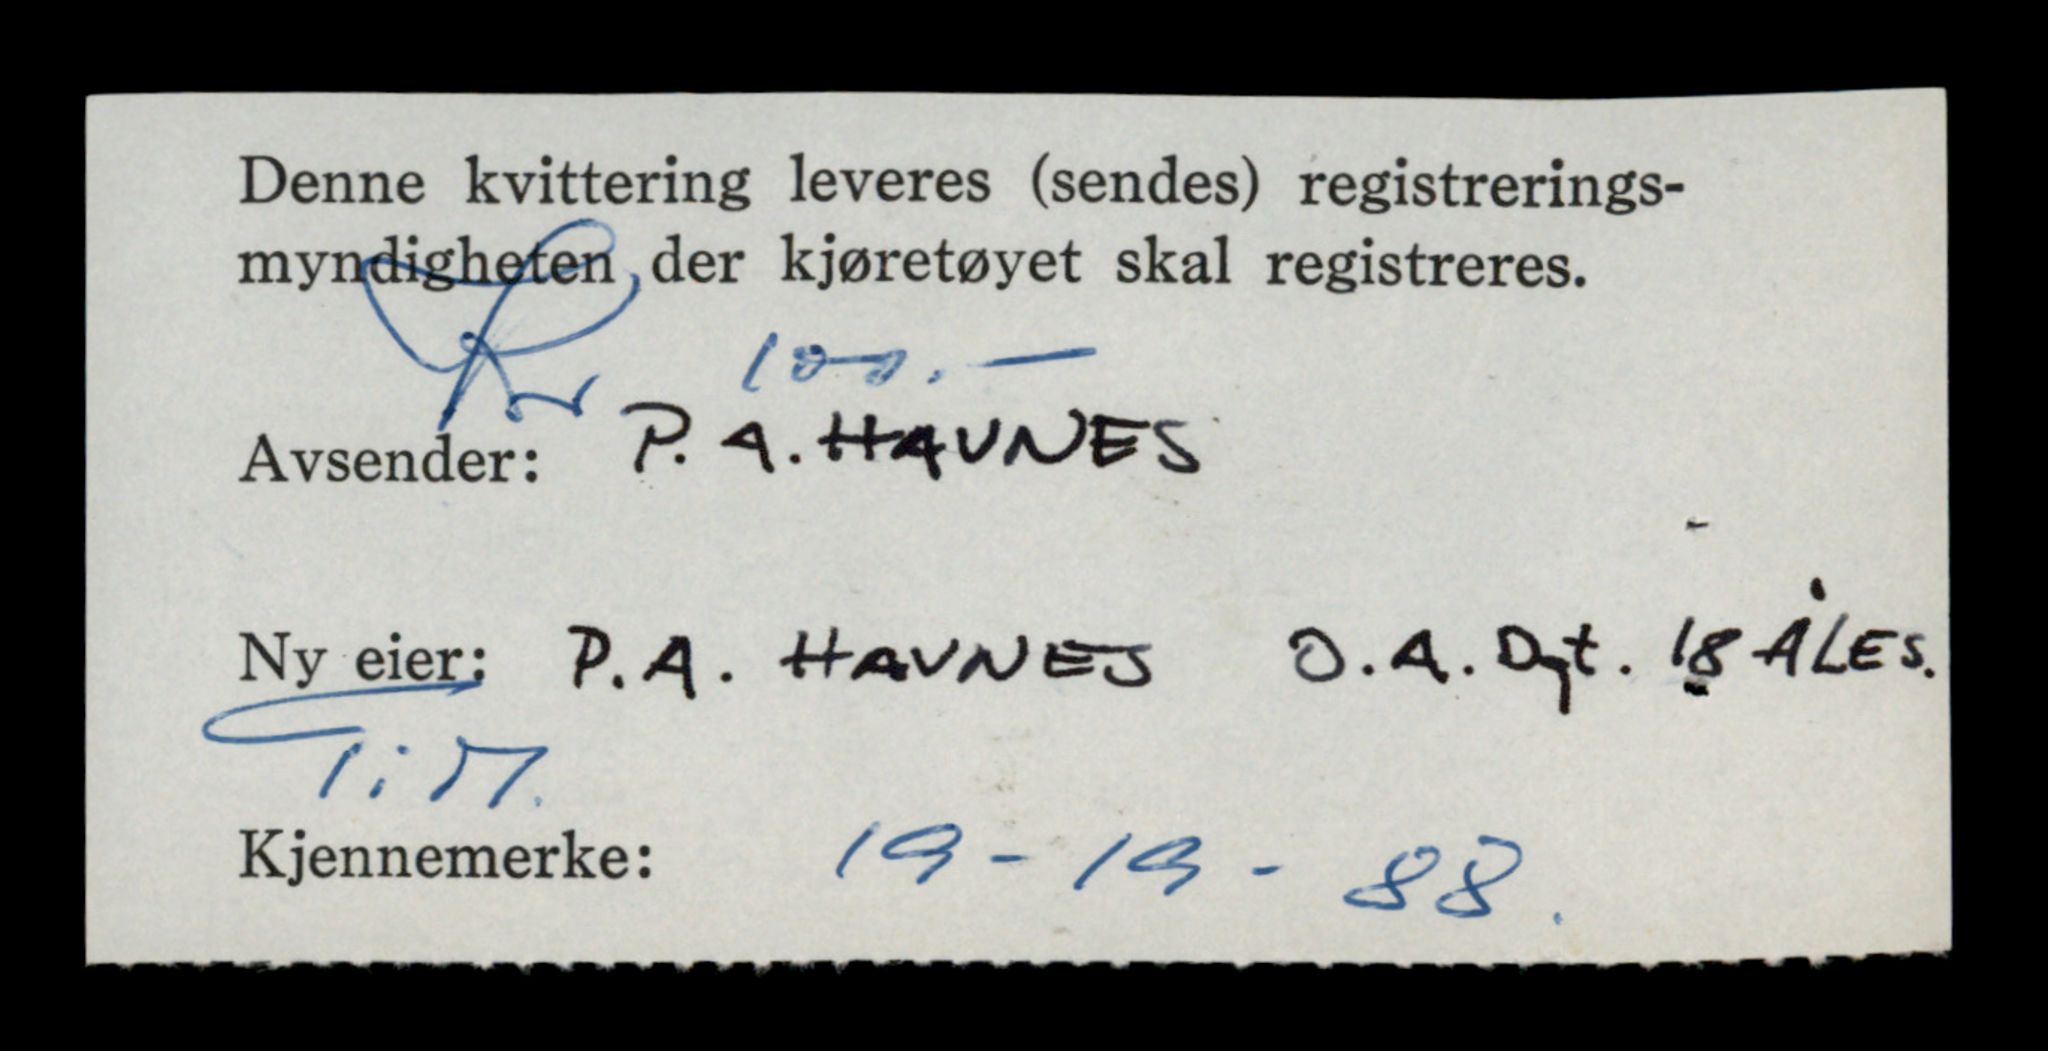 Denne kvittering leveres (sendes) registrerings-
myndigheten der kjøretøyet skal registreres.
Kr 100.—
Avsender: P. A. HAVNES
Ny eier: P. A. HAVNES O. A. Dgt. 18 ÅLES.
Kjennemerke: 19 - 19 - 88.